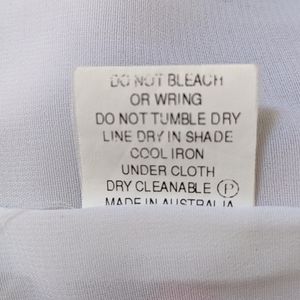 DO NOT BLEACH
OR WRING
DO NOT TUMBLE DRY
LINE DRY IN SHADE
COOL IRON
UNDER CLOTH
DRY CLEANABLE Ⓟ
MADE IN AUSTRALIA